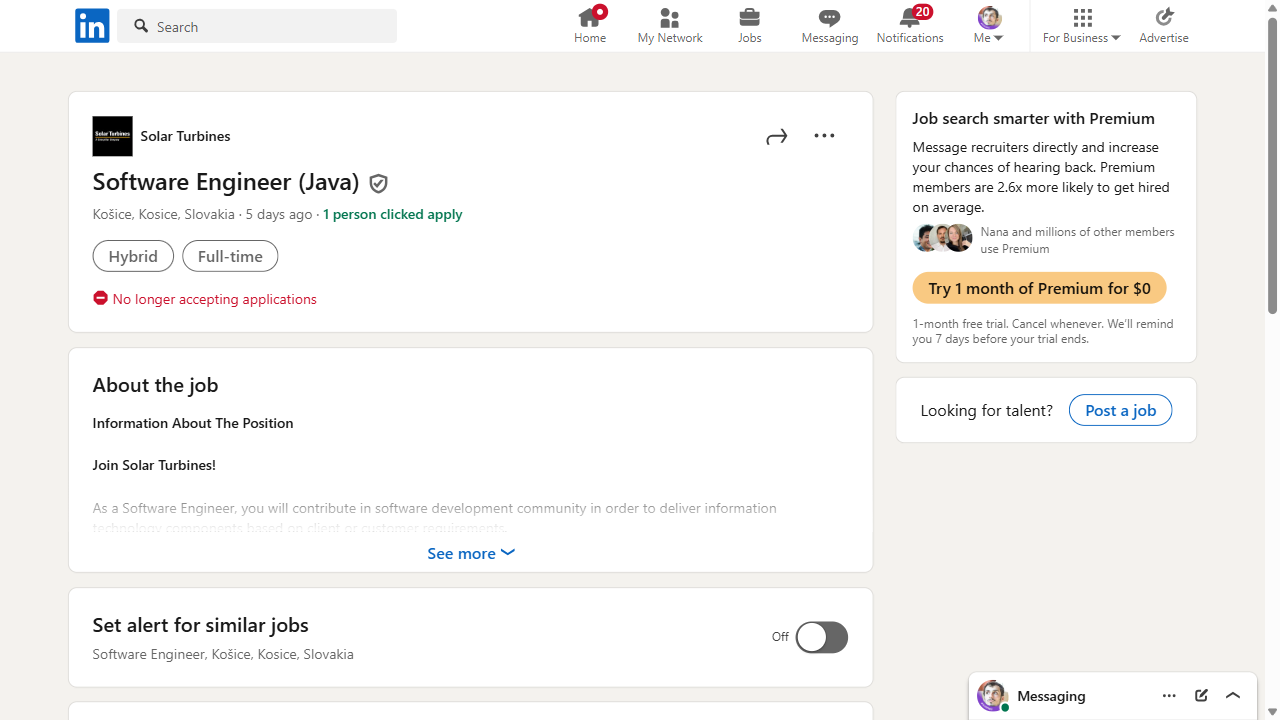 Search
Home
My Network
Jobs
Messaging
20
Notifications
Me
For Business
Advertise
Solar Turbines
Solar Turbines
Software Engineer (Java)
Košice, Kosice, Slovakia · 5 days ago · 1 person clicked apply
Hybrid
Full-time
No longer accepting applications
About the job
Information About The Position
Join Solar Turbines!
As a Software Engineer, you will contribute in software development community in order to deliver information
technology components based on client or customer requirements.
See more
Set alert for similar jobs
Software Engineer, Košice, Kosice, Slovakia
Off
Job search smarter with Premium
Message recruiters directly and increase
your chances of hearing back. Premium
members are 2.6x more likely to get hired
on average.
Nana and millions of other members
use Premium
Try 1 month of Premium for $0
1-month free trial. Cancel whenever. We’ll remind
you 7 days before your trial ends.
Looking for talent?
Post a job
in
Messaging